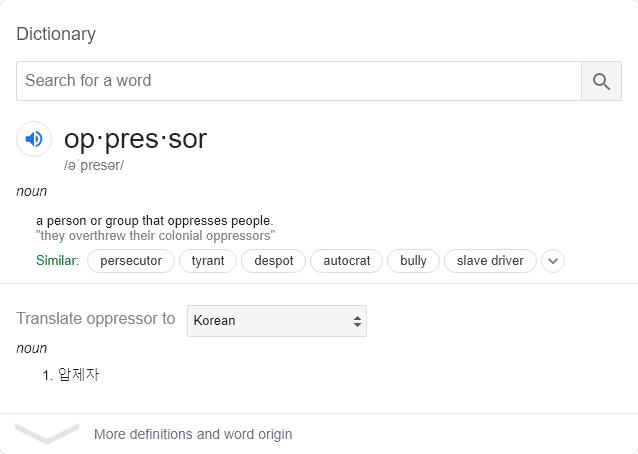 Dictionary
Search for a word
op·pres·sor
/əˈpresər/
noun
a person or group that oppresses people.
"they overthrew their colonial oppressors"
Similar: persecutor tyrant despot autocrat bully slave driver
Translate oppressor to Korean
noun
1. 압제자
More definitions and word origin